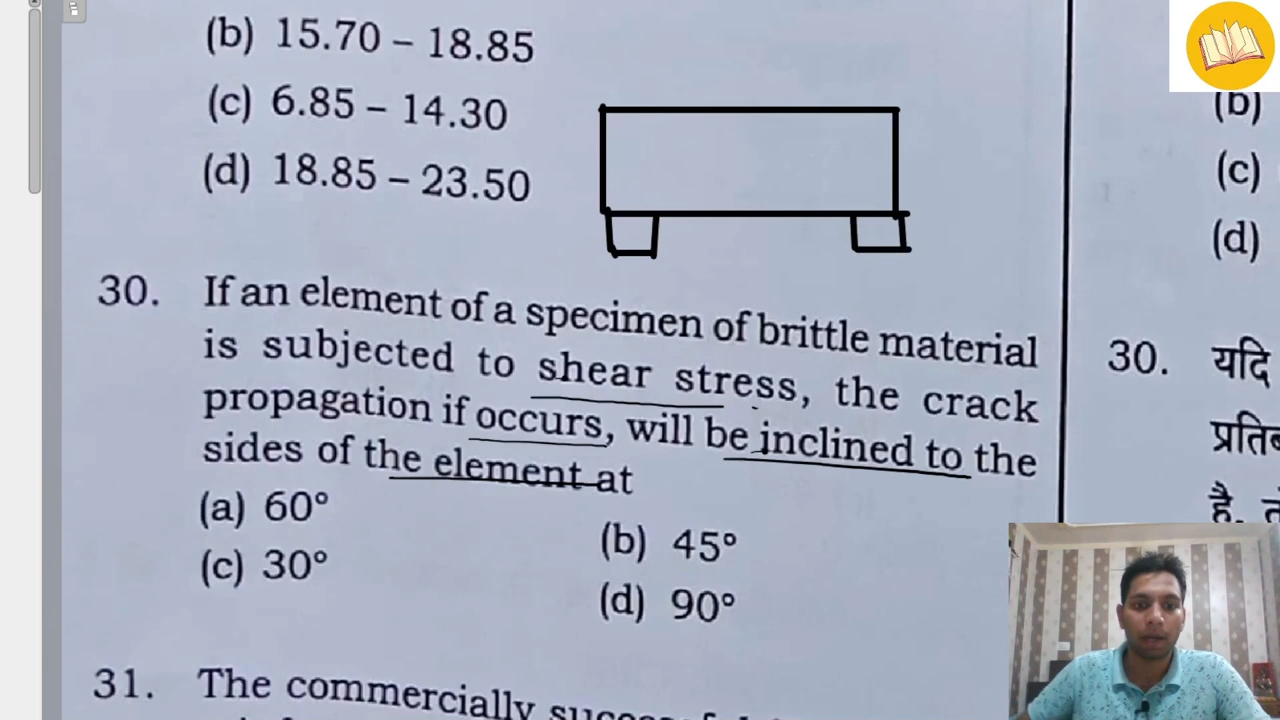 (b) 15.70 – 18.85
(c) 6.85 – 14.30
(d) 18.85 – 23.50
30. If an element of a specimen of brittle material
is subjected to shear stress, the crack
propagation if occurs, will be inclined to the
sides of the element at
(a) 60°
(b) 45°
(c) 30°
(d) 90°
31. The commercially
(b)
(c)
(d)
30. यदि
है,